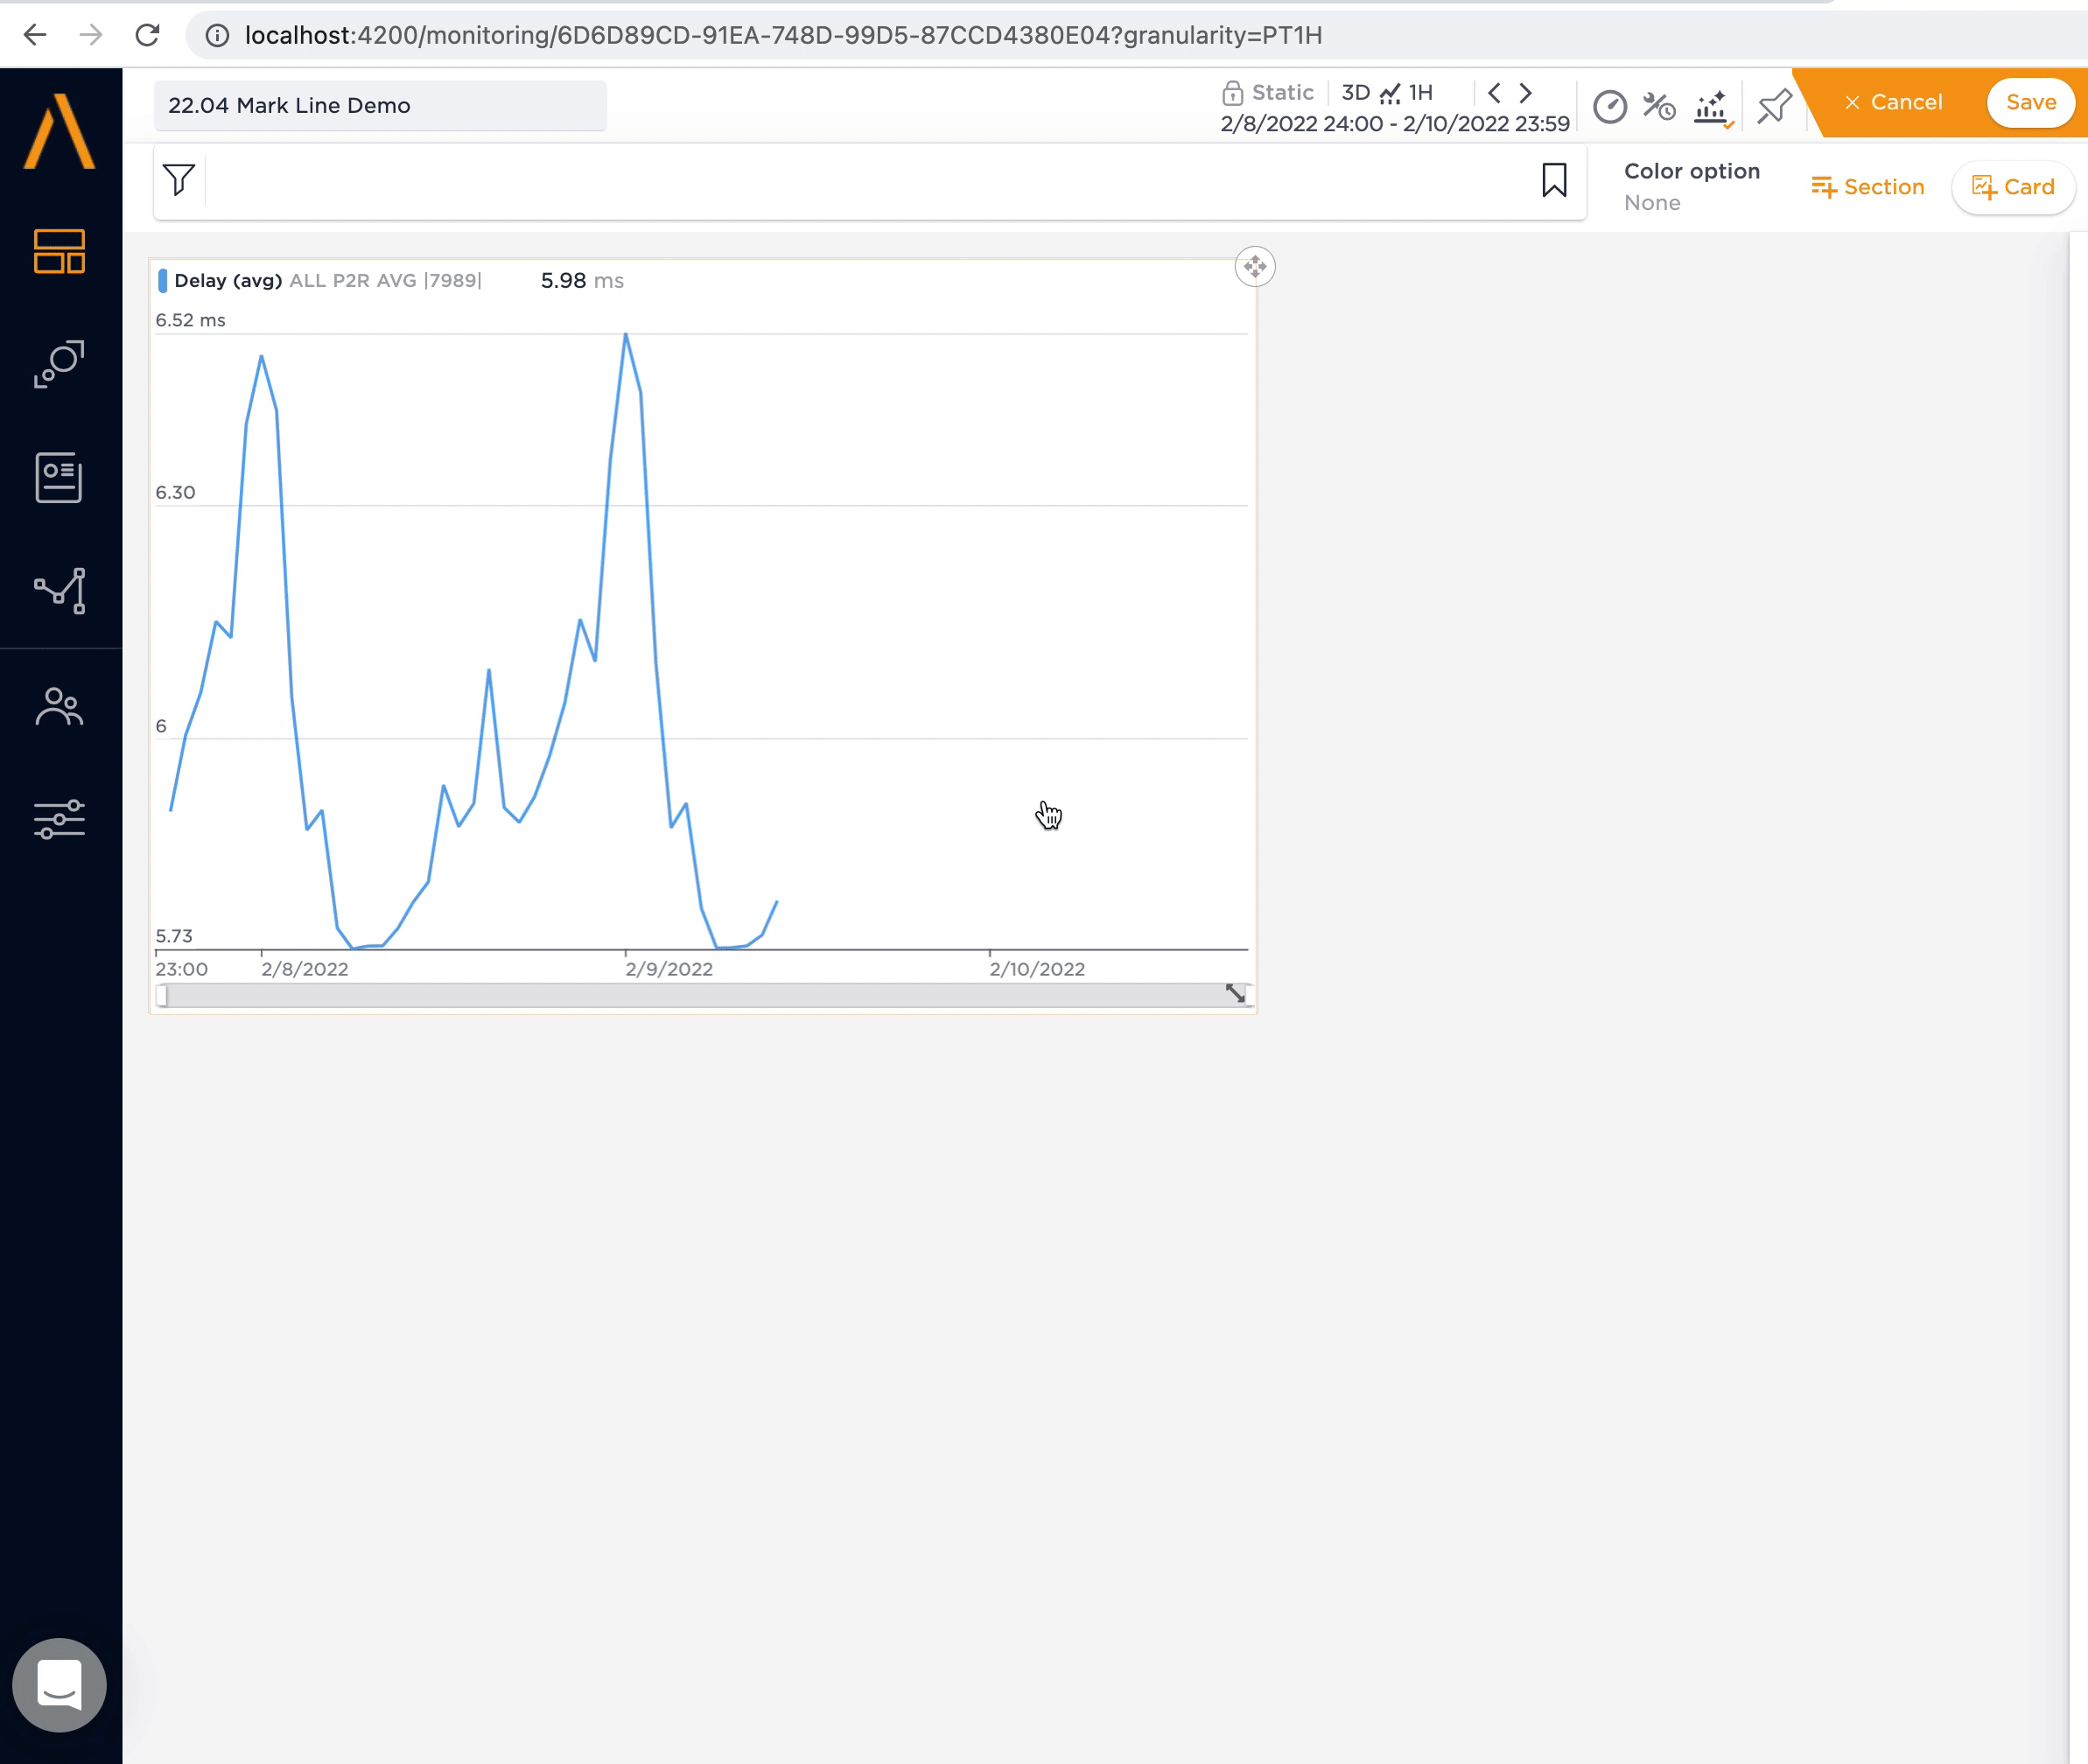 localhost:4200/monitoring/6D6D89CD-91EA-748D-99D5-87CCD4380E04?granularity=PT1H
22.04 Mark Line Demo
Static 3D 1H
2/8/2022 24:00 - 2/10/2022 23:59
Cancel
Save
Color option
None
Section
Card
Delay (avg) ALL P2R AVG |7989| 5.98 ms
6.52 ms
6.30
6
5.73
23:00 2/8/2022 2/9/2022 2/10/2022